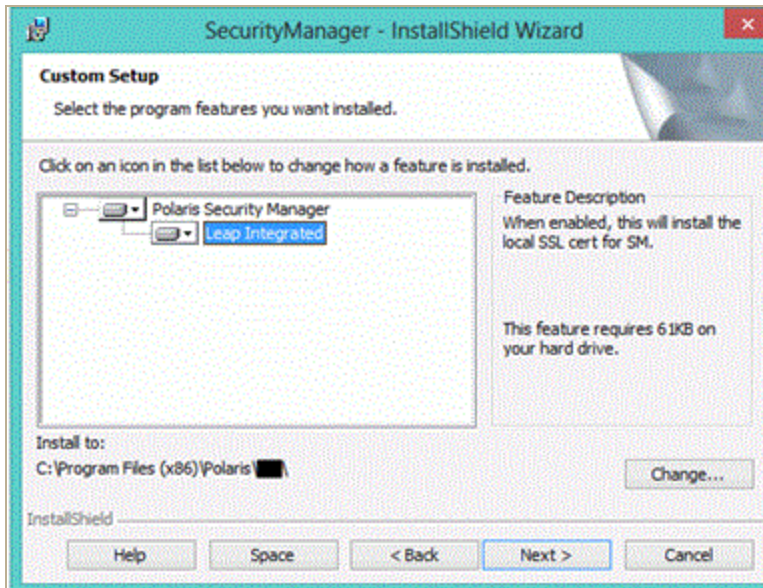 SecurityManager - InstallShield Wizard
Custom Setup
Select the program features you want installed.
Click on an icon in the list below to change how a feature is installed.
Polaris Security Manager
Leap Integrated
Feature Description
When enabled, this will install the
local SSL cert for SM.
This feature requires 61KB on
your hard drive.
Install to:
C:\Program Files (x86)\Polaris\
Change...
InstallShield
Help
Space
< Back
Next >
Cancel